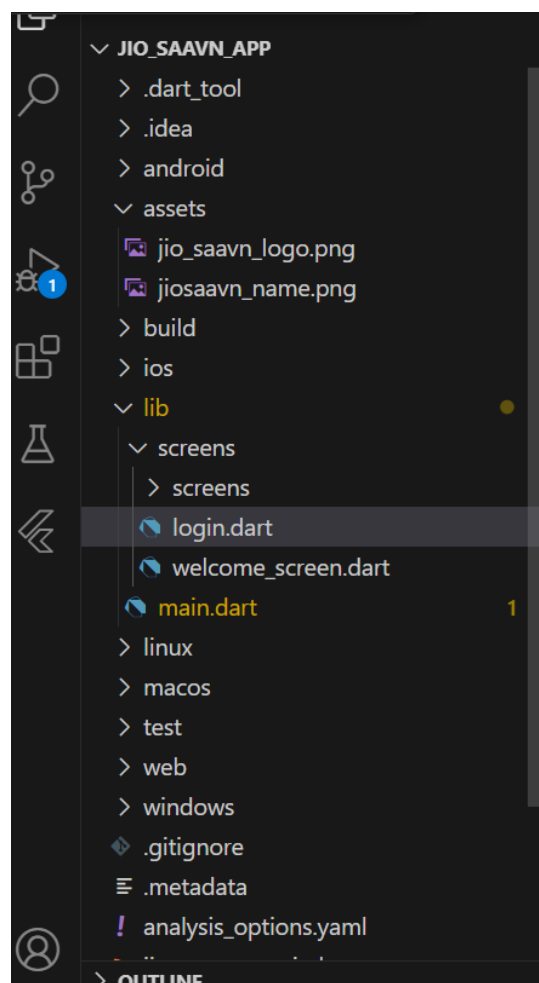 JIO_SAAVN_APP
.dart_tool
.idea
android
assets
jio_saavn_logo.png
jiosaavn_name.png
1
build
ios
lib
screens
screens
login.dart
welcome_screen.dart
main.dart 1
linux
macos
test
web
windows
.gitignore
.metadata
! analysis_options.yaml
OUTLINE